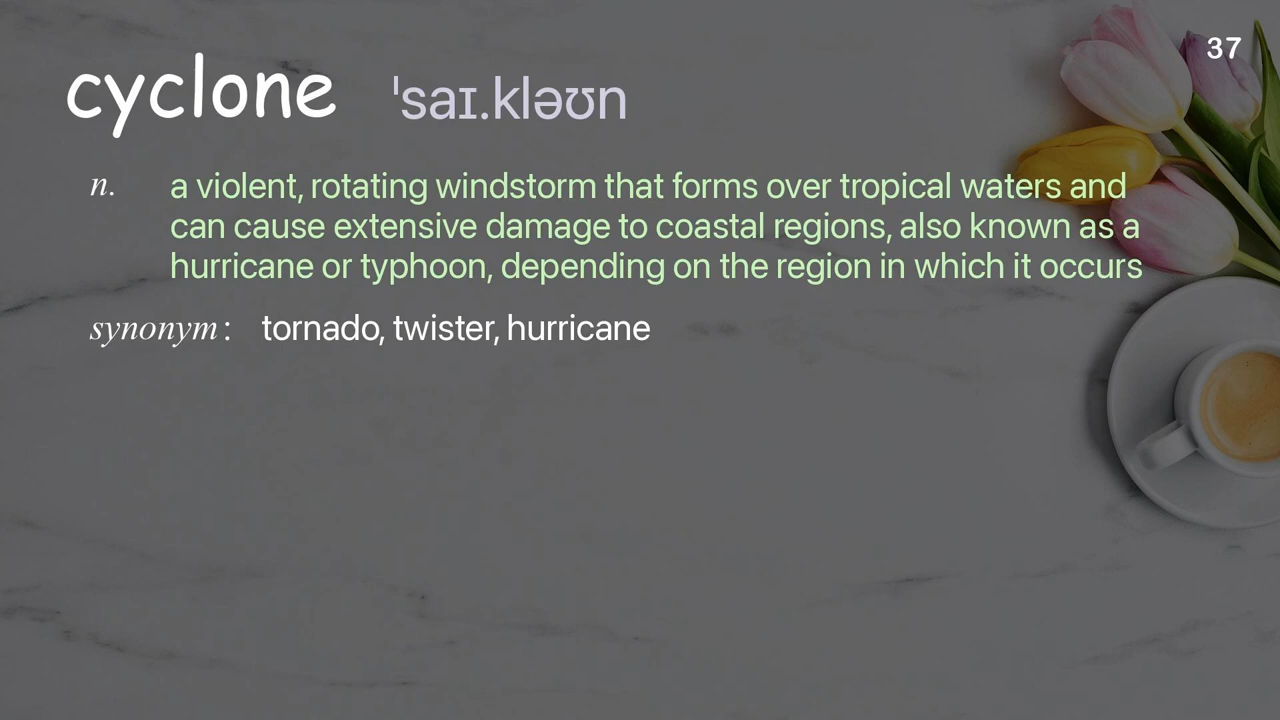 37
cyclone ˈsaɪ.kləʊn
n. a violent, rotating windstorm that forms over tropical waters and
can cause extensive damage to coastal regions, also known as a
hurricane or typhoon, depending on the region in which it occurs
synonym: tornado, twister, hurricane